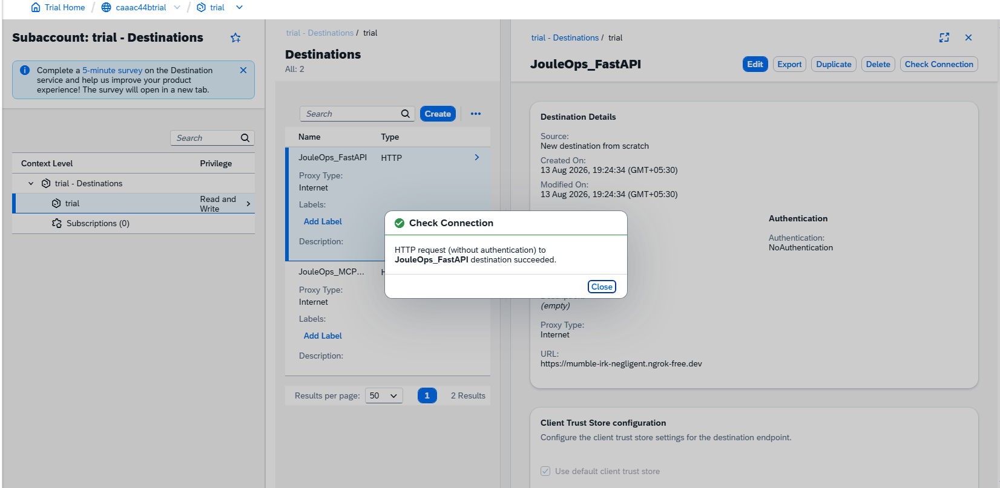 Trial Home / caaac44btrial / trial
Subaccount: trial - Destinations
Complete a 5-minute survey on the Destination
service and help us improve your product
experience! The survey will open in a new tab.
Search
Context Level Privilege
trial - Destinations
trial Read and
Write
Subscriptions (0)
trial - Destinations / trial
Destinations
All: 2
Search Create
Name Type
JouleOps_FastAPI HTTP
Proxy Type:
Internet
Labels:
Add Label
Description:
JouleOps_MCP...
Proxy Type:
Internet
Labels:
Add Label
Description:
Results per page: 50 1 2 Results
trial - Destinations / trial
JouleOps_FastAPI Edit Export Duplicate Delete Check Connection
Destination Details
Source:
New destination from scratch
Created On:
13 Aug 2026, 19:24:34 (GMT+05:30)
Modified On:
13 Aug 2026, 19:24:34 (GMT+05:30)
Authentication
Authentication:
NoAuthentication
(empty)
Proxy Type:
Internet
URL:
https://mumble-irk-negligent.ngrok-free.dev
Client Trust Store configuration
Configure the client trust store settings for the destination endpoint.
Use default client trust store
Check Connection
HTTP request (without authentication) to
JouleOps_FastAPI destination succeeded.
Close